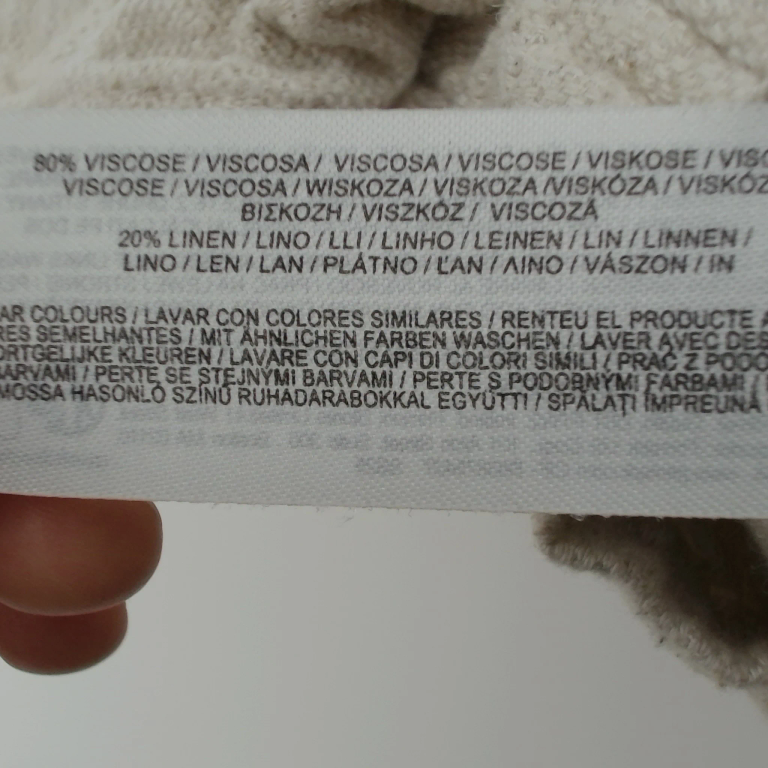 80% VISCOSE / VISCOSA / VISCOSA / VISCOSE / VISKOSE / VISC
VISCOSE / VISCOSA / WISKOZA / VISKOZA /VISKÓZA / VISKÓZ
ΒΙΣΚΟΖΗ / VISZKÓZ / VISCOZĂ
20% LINEN / LINO / LLI / LINHO / LEINEN / LIN / LINNEN /
LINO / LEN / LAN / PLÁTNO / ĽAN / ΛΙΝΟ / VÁSZON / IN
AR COLOURS / LAVAR CON COLORES SIMILARES / RENTEU EL PRODUCTE A
RES SEMELHANTES / MIT ÄHNLICHEN FARBEN WASCHEN / LAVER AVEC DES
ORTGELIJKE KLEUREN / LAVARE CON CAPI DI COLORI SIMILI / PRAĆ Z PODO
BARVAMI / PERTE SE STEJNÝMI BARVAMI / PERTE S PODOBNÝMI FARBAMI /
MOSSA HASONLÓ SZÍNŰ RUHADARABOKKAL EGYÜTT! / SPĂLAȚI ÎMPREUNĂ